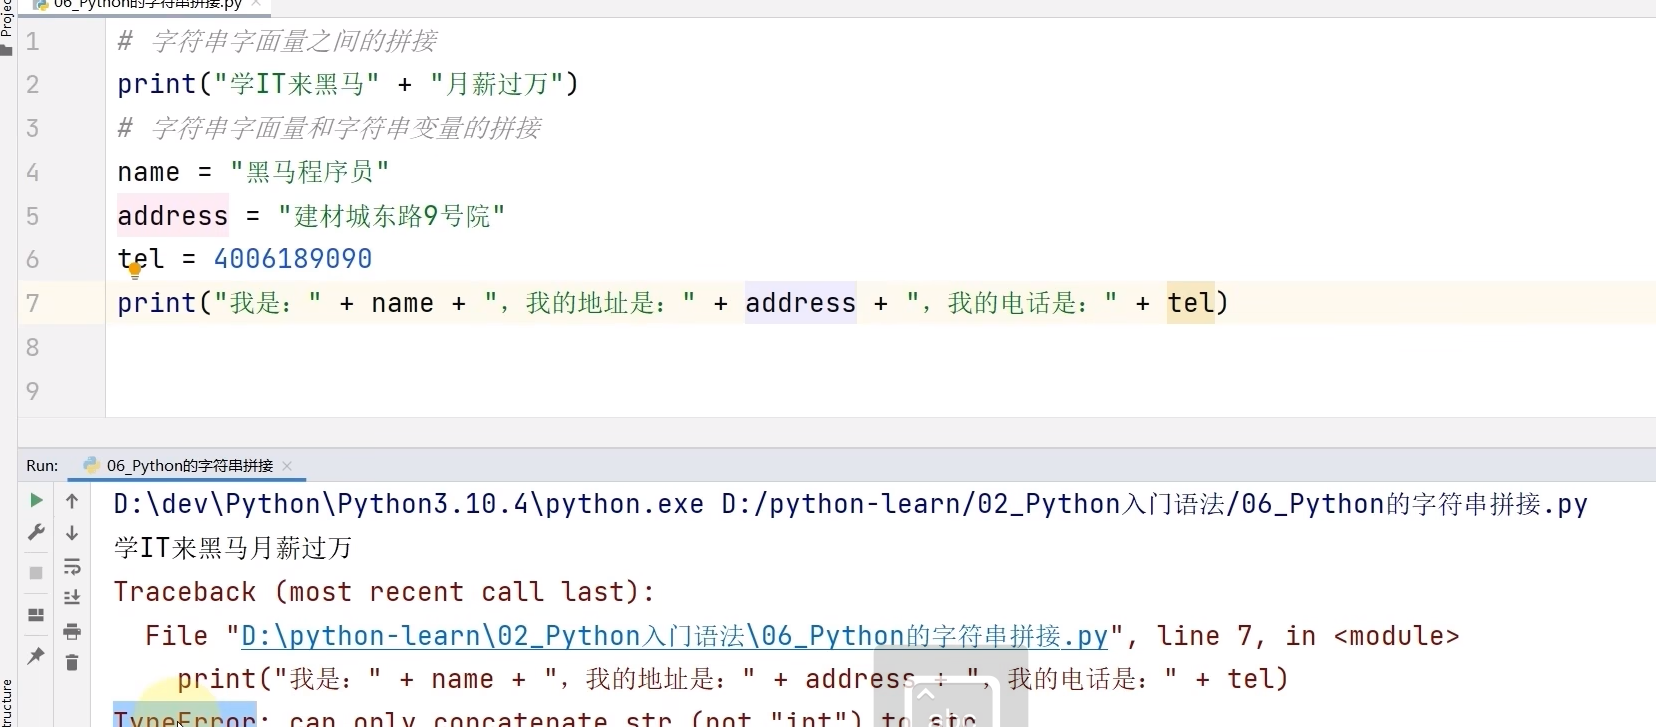 06_Python的字符串拼接.py
1 # 字符串字面量之间的拼接
2 print("学IT来黑马" + "月薪过万")
3 # 字符串字面量和字符串变量的拼接
4 name = "黑马程序员"
5 address = "建材城东路9号院"
6 tel = 4006189090
7 print("我是：" + name + "，我的地址是：" + address + "，我的电话是：" + tel)
8
9
Run: 06_Python的字符串拼接
D:\dev\Python\Python3.10.4\python.exe D:/python-learn/02_Python入门语法/06_Python的字符串拼接.py
学IT来黑马月薪过万
Traceback (most recent call last):
File "D:\python-learn\02_Python入门语法\06_Python的字符串拼接.py", line 7, in <module>
print("我是：" + name + "，我的地址是：" + address + "，我的电话是：" + tel)
TypeError: can only concatenate str (not "int") to str